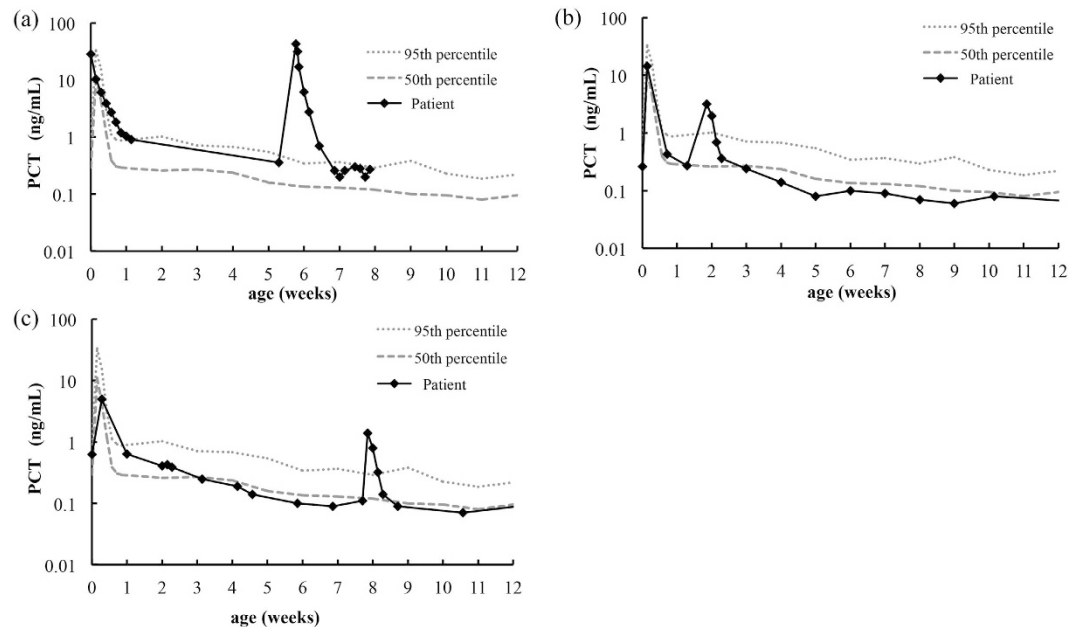 (a)
100
10
1
0.1
0.01
PCT (ng/mL)
0 1 2 3 4 5 6 7 8 9 10 11 12
age (weeks)
95th percentile
50th percentile
Patient
(b)
100
10
1
0.1
0.01
PCT (ng/mL)
0 1 2 3 4 5 6 7 8 9 10 11 12
age (weeks)
95th percentile
50th percentile
Patient
(c)
100
10
1
0.1
0.01
PCT (ng/mL)
0 1 2 3 4 5 6 7 8 9 10 11 12
age (weeks)
95th percentile
50th percentile
Patient